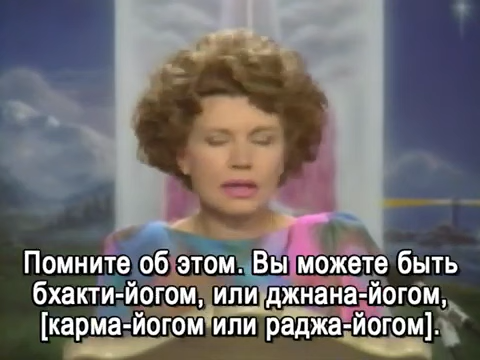 Помните об этом. Вы можете быть
бхакти-йогом, или джнана-йогом,
[карма-йогом или раджа-йогом].